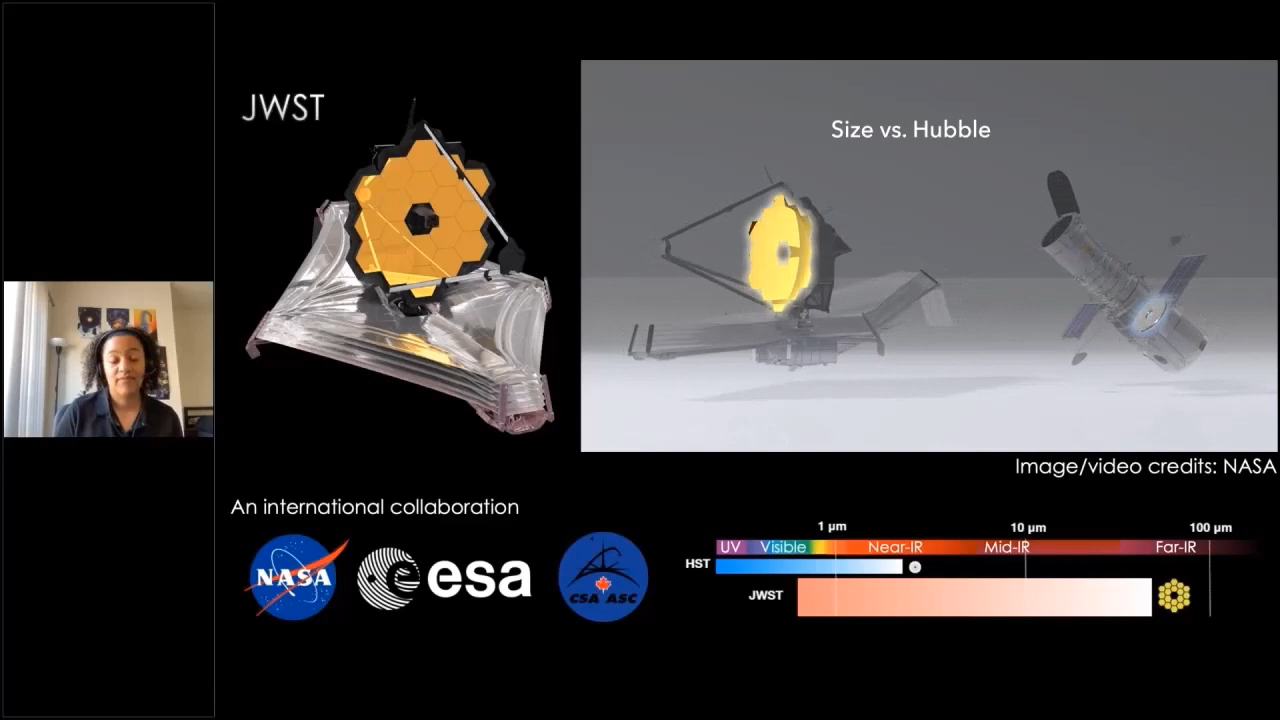 JWST
Size vs. Hubble
Image/video credits: NASA
An international collaboration
NASA
esa
CSA ASC
1 µm
10 µm
100 µm
UV
Visible
Near-IR
Mid-IR
Far-IR
HST
JWST